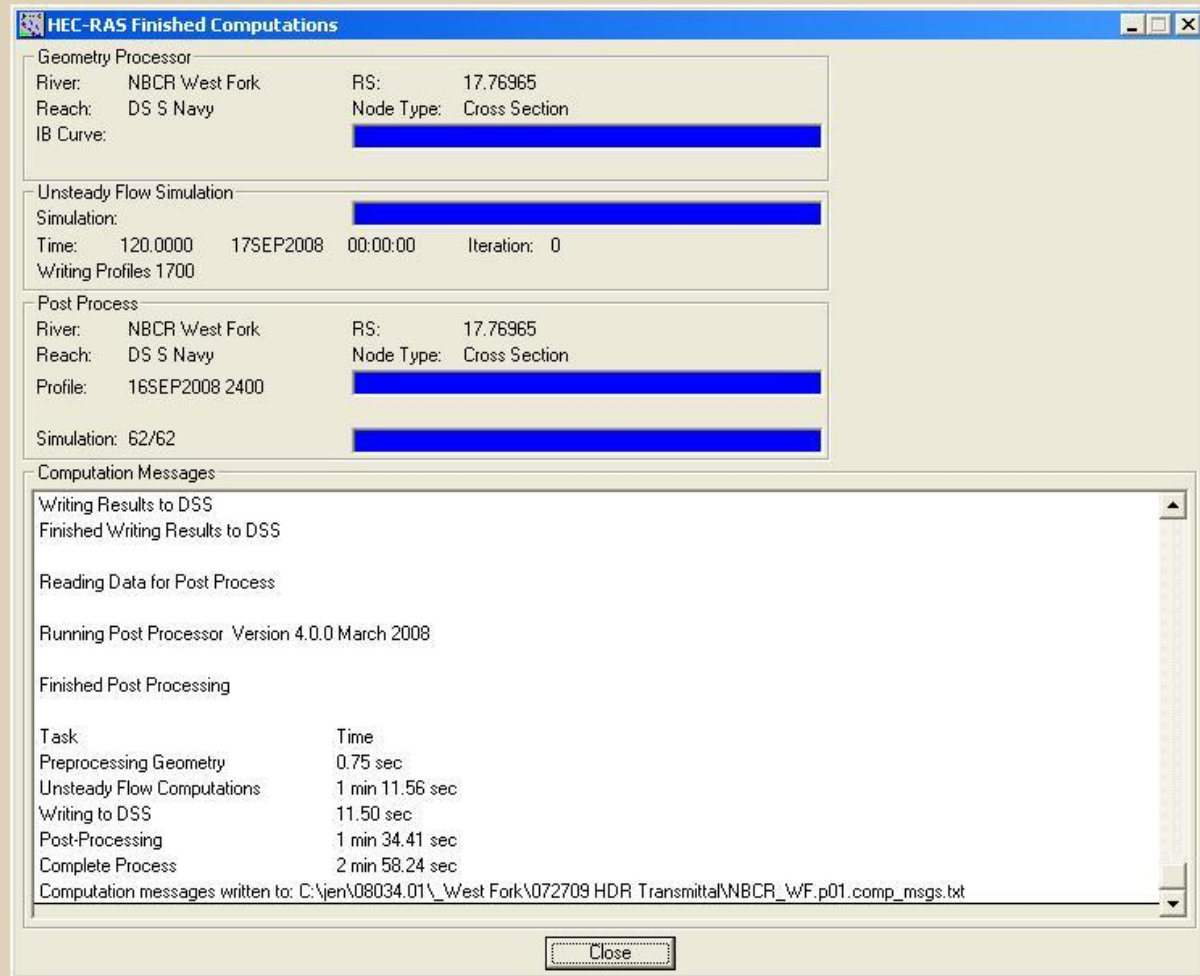 HEC-RAS Finished Computations
Geometry Processor
River: NBCR West Fork RS: 17.76965
Reach: DS S Navy Node Type: Cross Section
IB Curve:
Unsteady Flow Simulation
Simulation:
Time: 120.0000 17SEP2008 00:00:00 Iteration: 0
Writing Profiles 1700
Post Process
River: NBCR West Fork RS: 17.76965
Reach: DS S Navy Node Type: Cross Section
Profile: 16SEP2008 2400
Simulation: 62/62
Computation Messages
Writing Results to DSS
Finished Writing Results to DSS
Reading Data for Post Process
Running Post Processor Version 4.0.0 March 2008
Finished Post Processing
Task Time
Preprocessing Geometry 0.75 sec
Unsteady Flow Computations 1 min 11.56 sec
Writing to DSS 11.50 sec
Post-Processing 1 min 34.41 sec
Complete Process 2 min 58.24 sec
Computation messages written to: C:\jen\08034.01\_West Fork\072709 HDR Transmittal\NBCR_WF.p01.comp_msgs.txt
Close